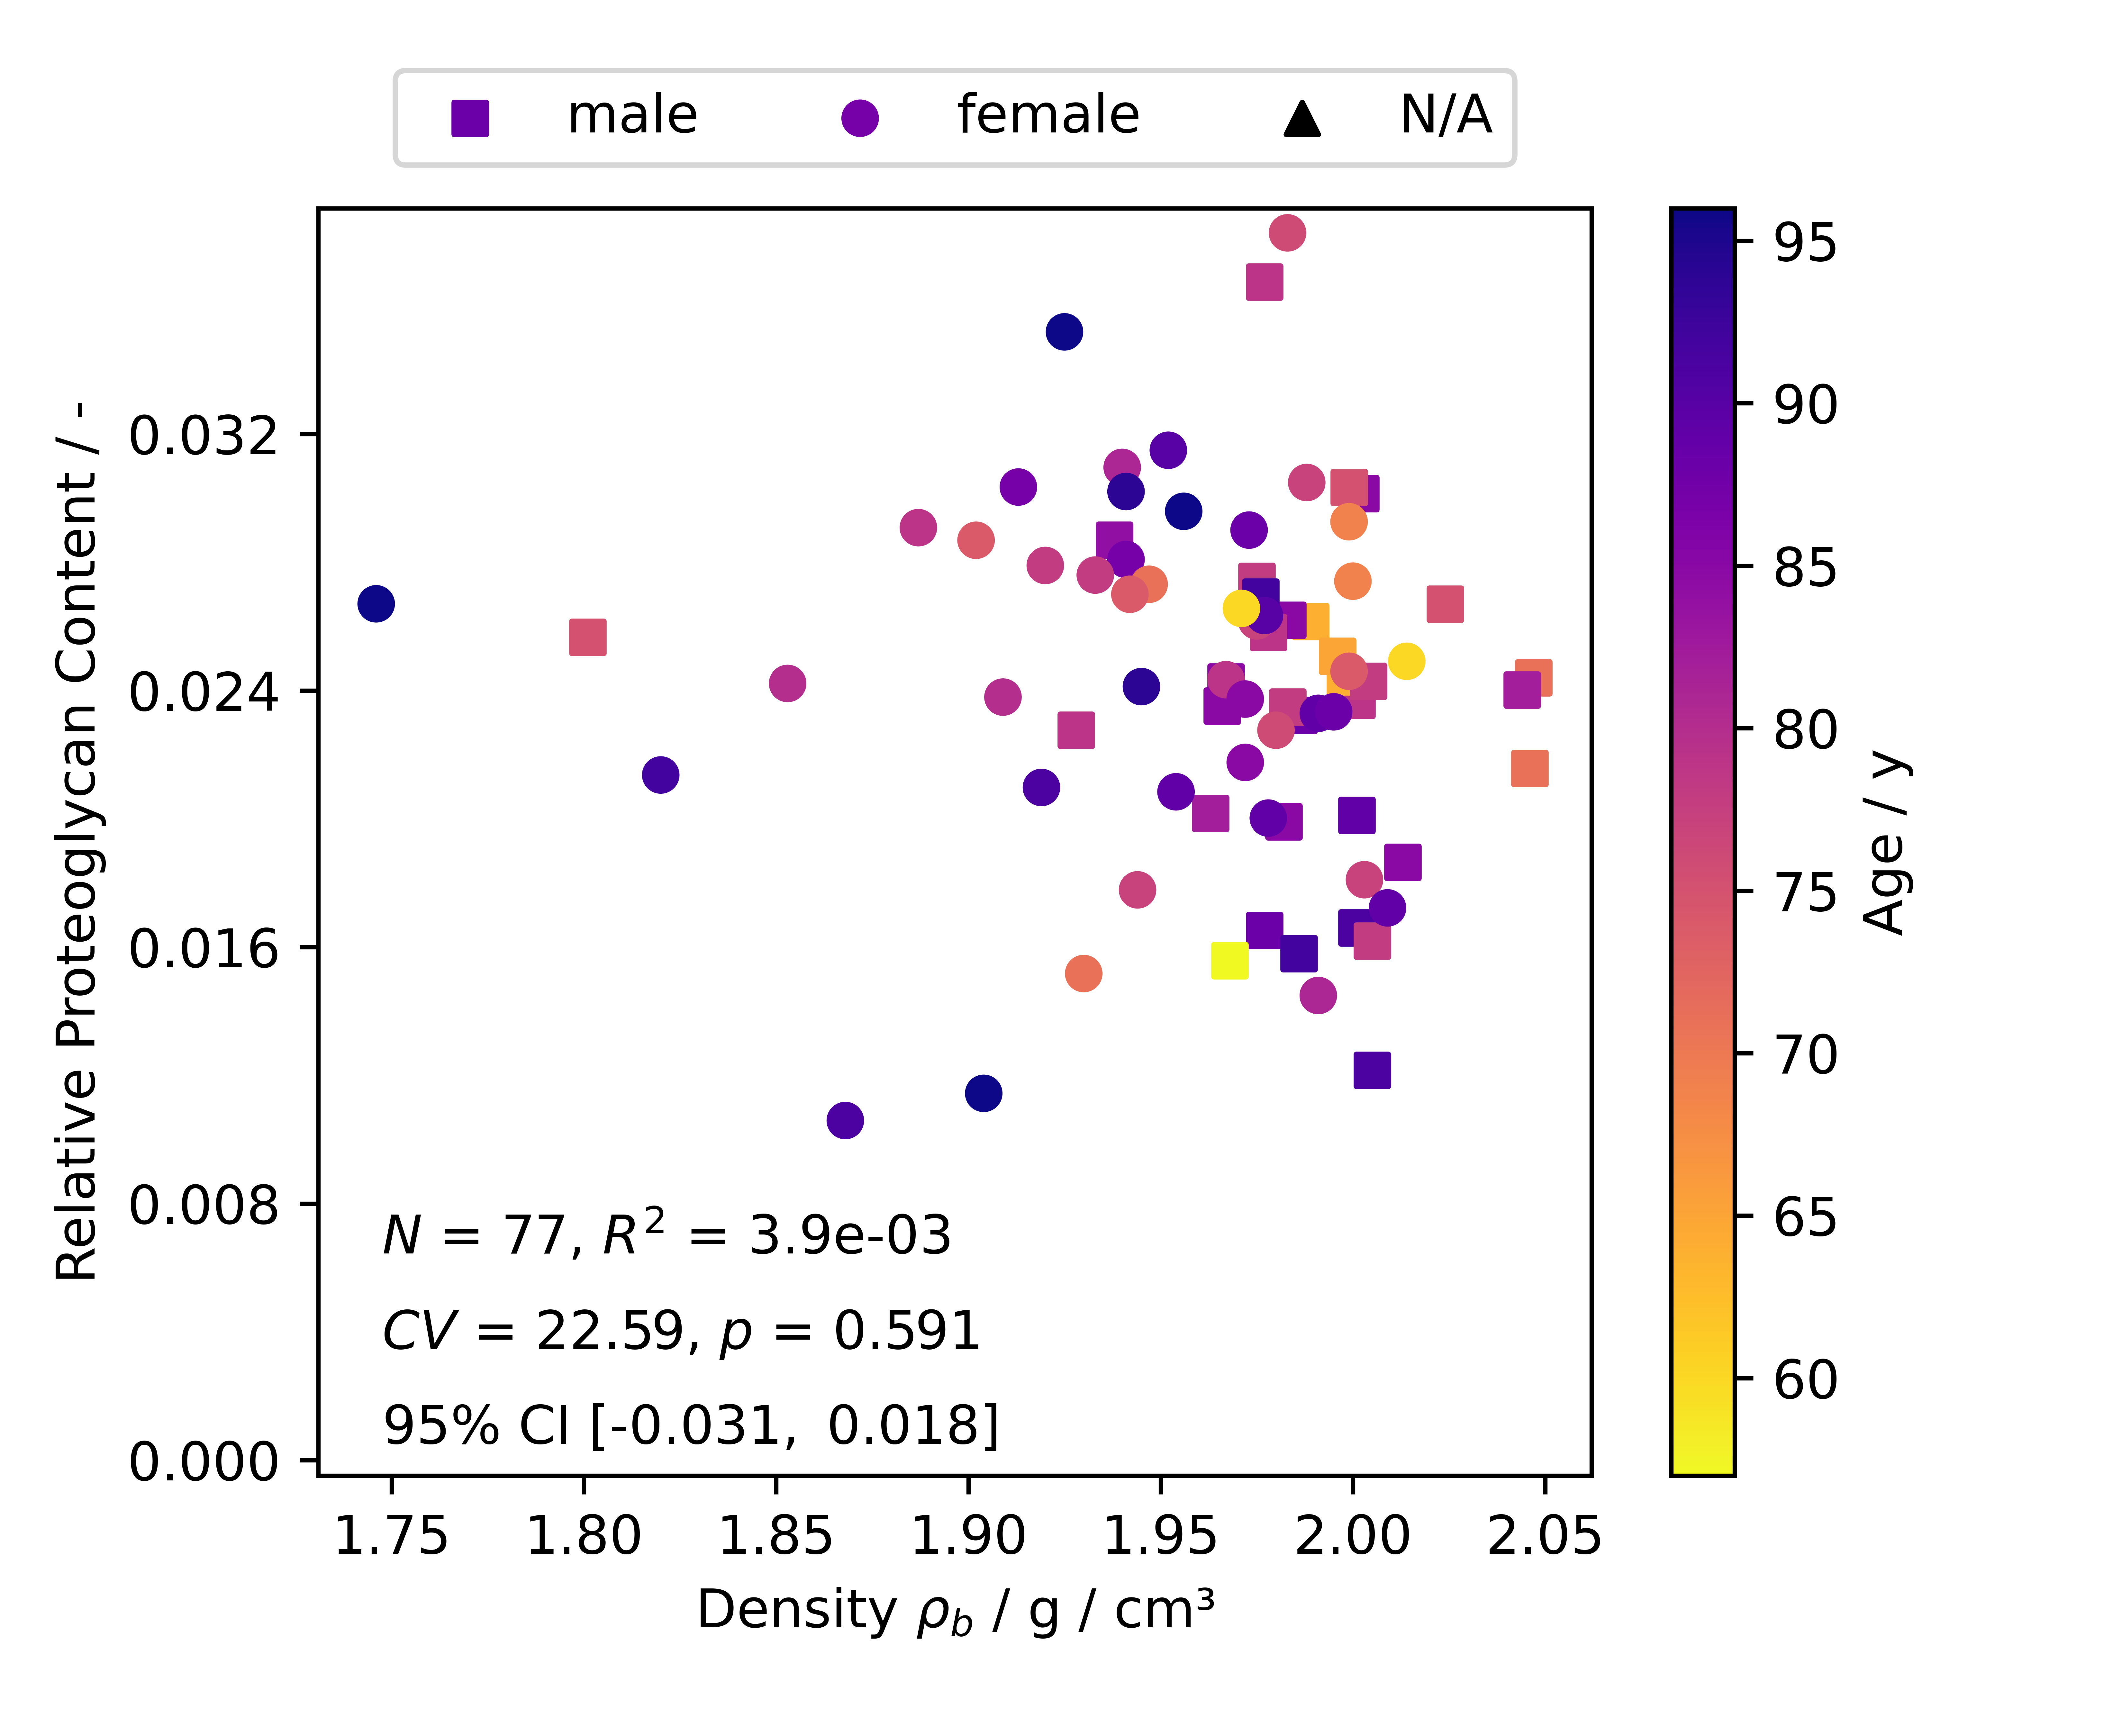 male female N/A
Relative Proteoglycan Content / -
0.032
0.024
0.016
0.008
0.000
N = 77, R² = 3.9e-03
CV = 22.59, p = 0.591
95% CI [-0.031, 0.018]
1.75 1.80 1.85 1.90 1.95 2.00 2.05
Density ρb / g / cm³
95
90
85
80
75
70
65
60
Age / y